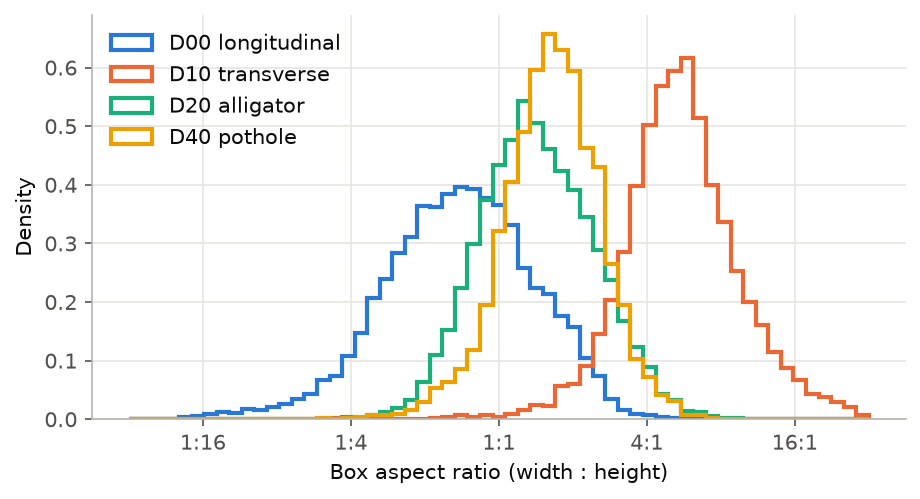 D00 longitudinal
D10 transverse
D20 alligator
D40 pothole
Density
0.6
0.5
0.4
0.3
0.2
0.1
0.0
1:16 1:4 1:1 4:1 16:1
Box aspect ratio (width : height)